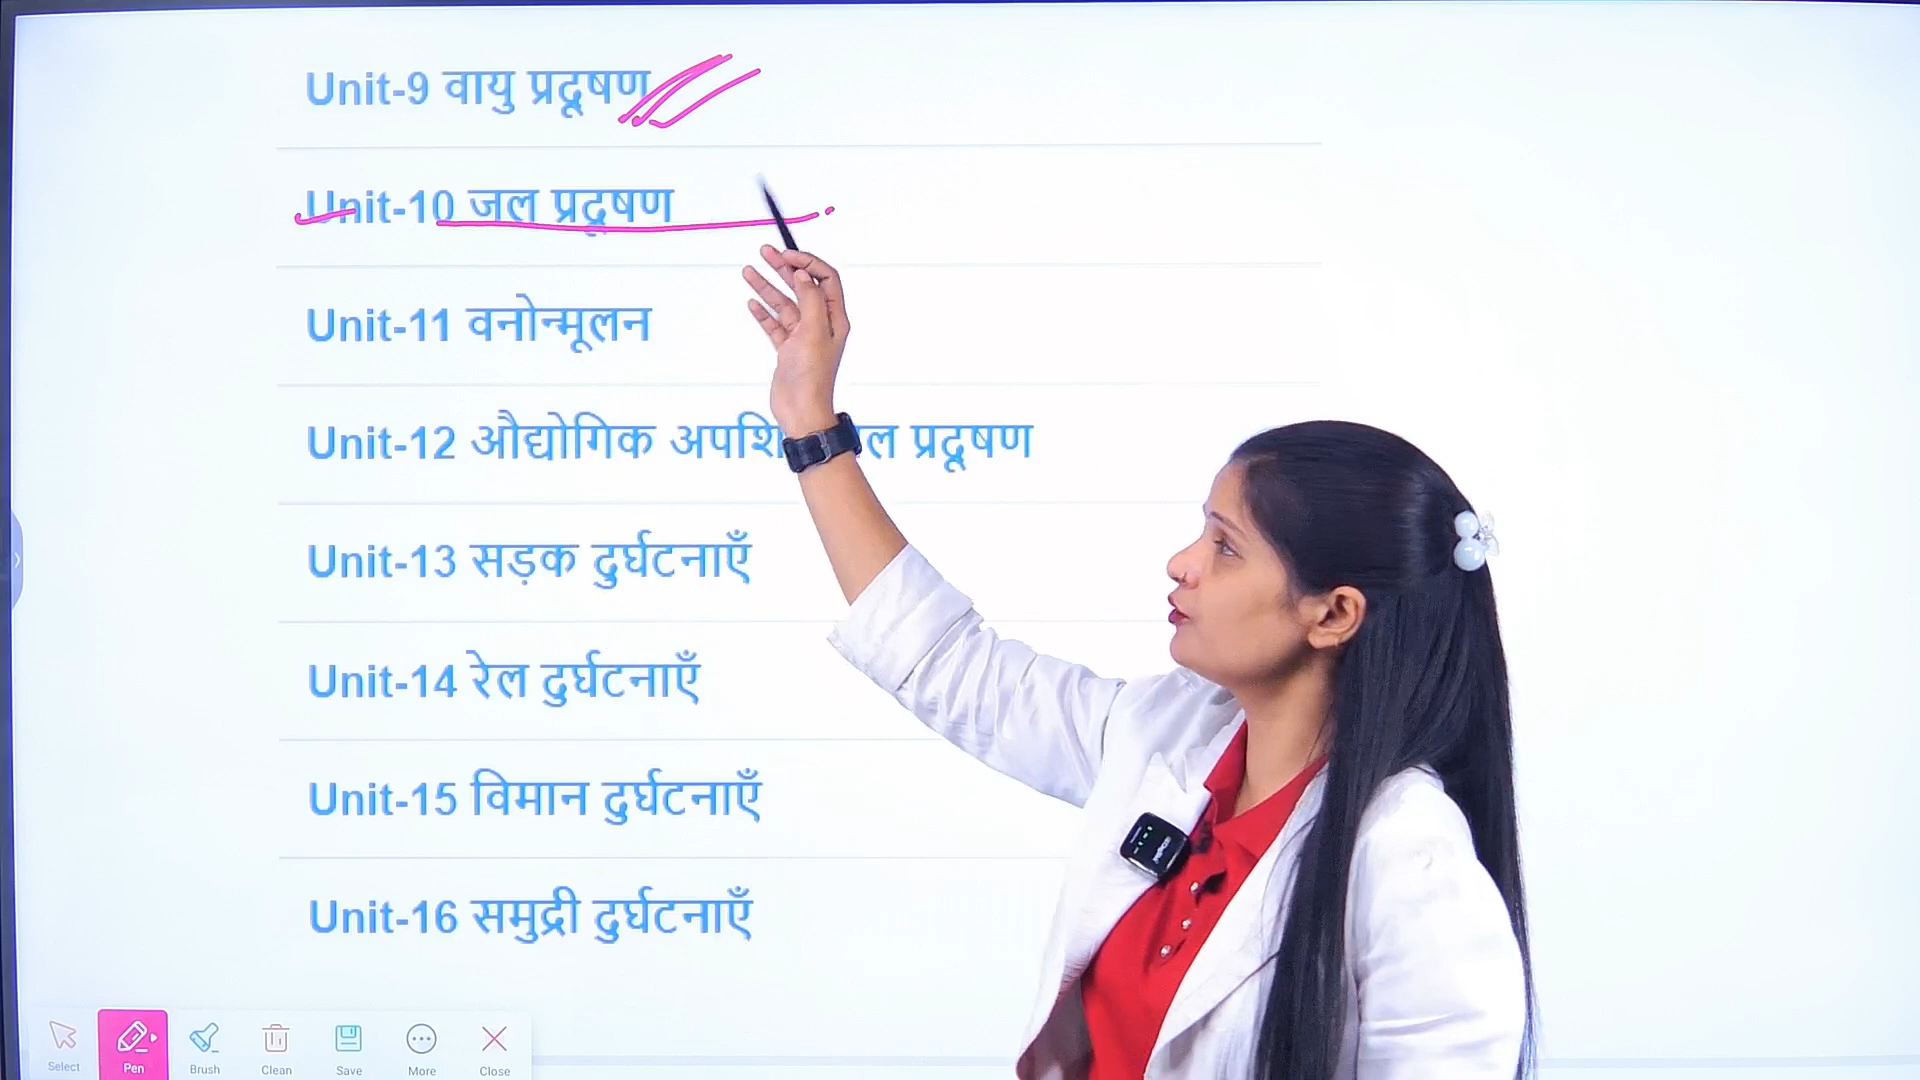 Unit-9 वायु प्रदूषण
Unit-10 जल प्रदूषण
Unit-11 वनोन्मूलन
Unit-12 औद्योगिक प्रदूषण
Unit-13 सड़क दुर्घटनाएँ
Unit-14 रेल दुर्घटनाएँ
Unit-15 विमान दुर्घटनाएँ
Unit-16 समुद्री दुर्घटनाएँ
Select Pen Brush Clean Save More Close